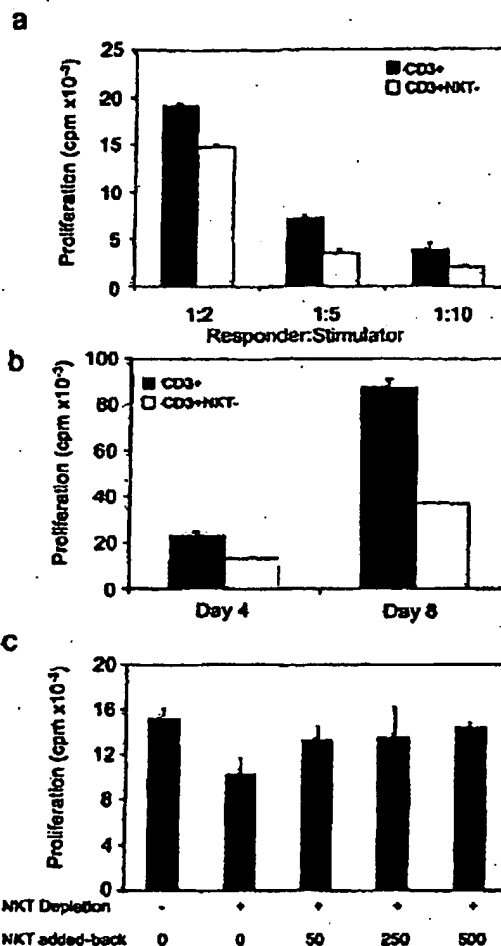 a
Proliferation (cpm x10⁻³)
25
20
15
10
5
0
CD3+
CD3+NKT-
1:2 1:5 1:10
Responder:Stimulator
b
Proliferation (cpm x10⁻³)
100
80
60
40
20
0
CD3+
CD3+NKT-
Day 4 Day 8
c
Proliferation (cpm x10⁻³)
20
16
12
8
4
0
NKT Depletion - + + + +
NKT added-back 0 0 50 250 500